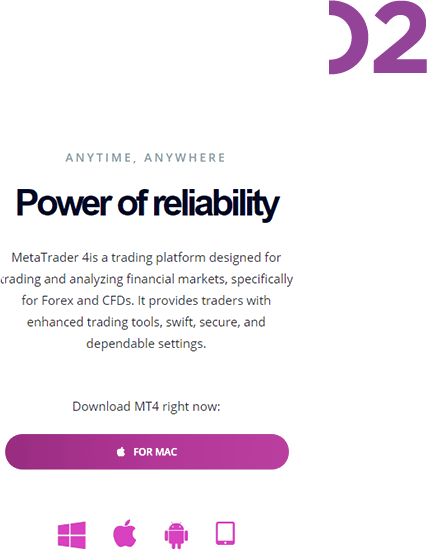 02
ANYTIME, ANYWHERE
Power of reliability
MetaTrader 4is a trading platform designed for
trading and analyzing financial markets, specifically
for Forex and CFDs. It provides traders with
enhanced trading tools, swift, secure, and
dependable settings.
Download MT4 right now:
FOR MAC